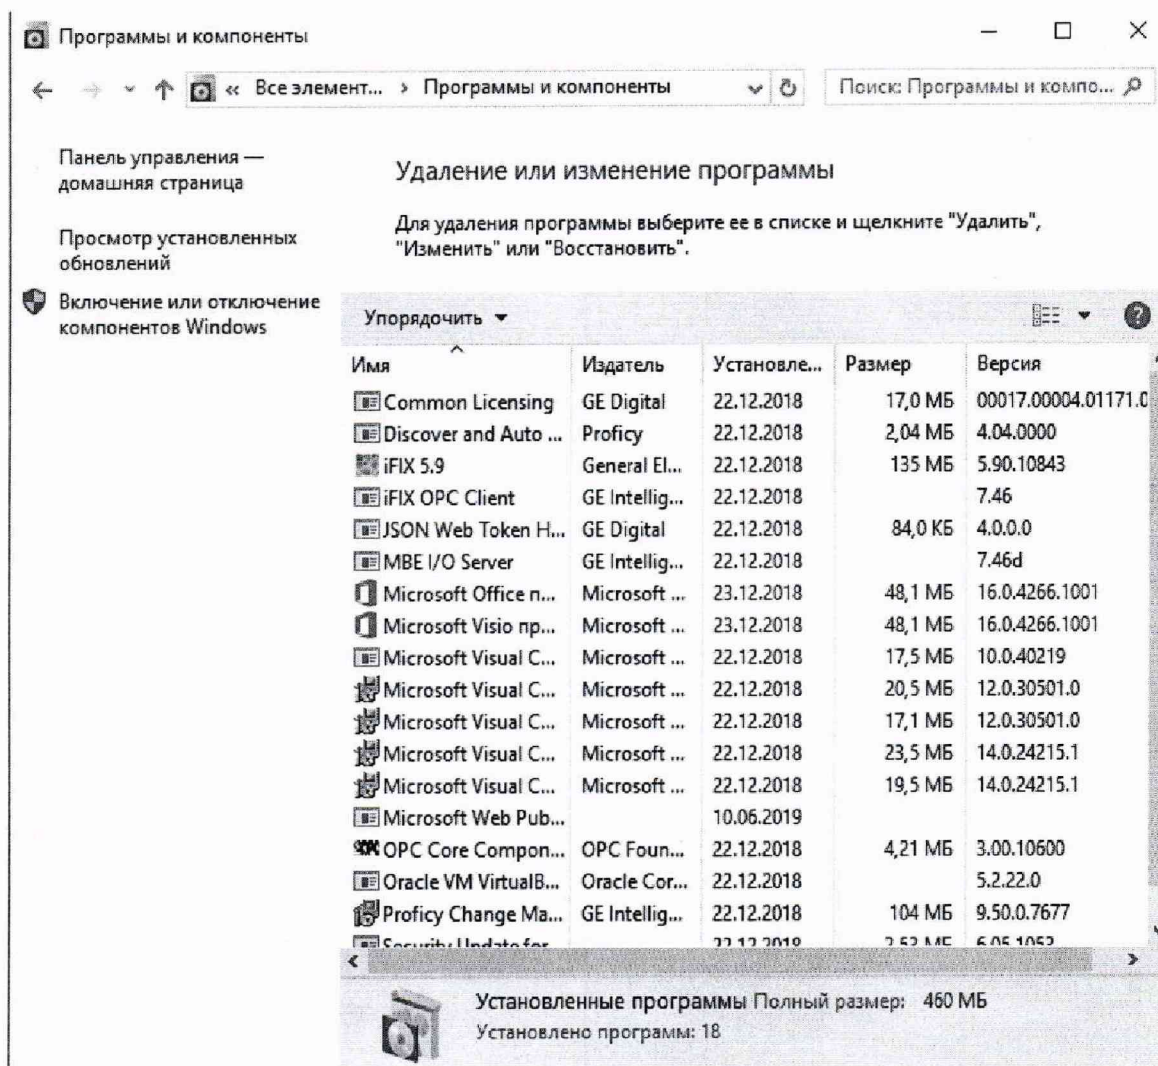 Программы и компоненты
« Все элемент... › Программы и компоненты Поиск: Программы и компо...
Панель управления —
домашняя страница
Просмотр установленных
обновлений
Включение или отключение
компонентов Windows
Удаление или изменение программы
Для удаления программы выберите ее в списке и щелкните "Удалить",
"Изменить" или "Восстановить".
Упорядочить
Имя Издатель Установле... Размер Версия
Common Licensing GE Digital 22.12.2018 17,0 МБ 00017.00004.01171.0
Discover and Auto ... Proficy 22.12.2018 2,04 МБ 4.04.0000
iFIX 5.9 General El... 22.12.2018 135 МБ 5.90.10843
iFIX OPC Client GE Intellig... 22.12.2018 7.46
JSON Web Token H... GE Digital 22.12.2018 84,0 КБ 4.0.0.0
MBE I/O Server GE Intellig... 22.12.2018 7.46d
Microsoft Office п... Microsoft ... 23.12.2018 48,1 МБ 16.0.4266.1001
Microsoft Visio пр... Microsoft ... 23.12.2018 48,1 МБ 16.0.4266.1001
Microsoft Visual C... Microsoft ... 22.12.2018 17,5 МБ 10.0.40219
Microsoft Visual C... Microsoft ... 22.12.2018 20,5 МБ 12.0.30501.0
Microsoft Visual C... Microsoft ... 22.12.2018 17,1 МБ 12.0.30501.0
Microsoft Visual C... Microsoft ... 22.12.2018 23,5 МБ 14.0.24215.1
Microsoft Visual C... Microsoft ... 22.12.2018 19,5 МБ 14.0.24215.1
Microsoft Web Pub... 10.06.2019
OPC Core Compon... OPC Foun... 22.12.2018 4,21 МБ 3.00.10600
Oracle VM VirtualB... Oracle Cor... 22.12.2018 5.2.22.0
Proficy Change Ma... GE Intellig... 22.12.2018 104 МБ 9.50.0.7677
Security Update for 22.12.2018 2,53 МБ 6.05.1053
Установленные программы Полный размер: 460 МБ
Установлено программ: 18